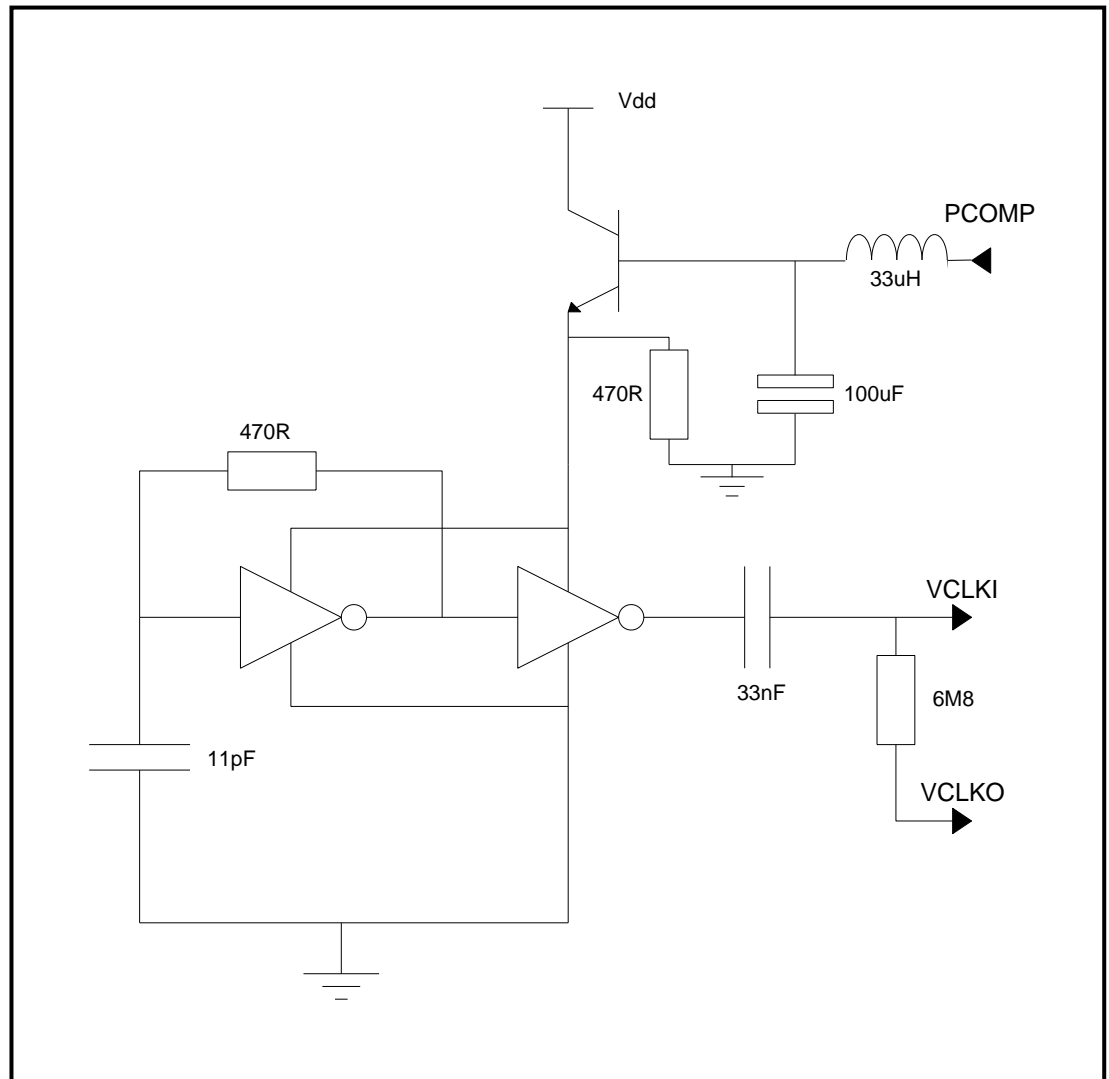 Vdd
PCOMP
33uH
470R
100uF
470R
VCLKI
33nF
6M8
11pF
VCLKO